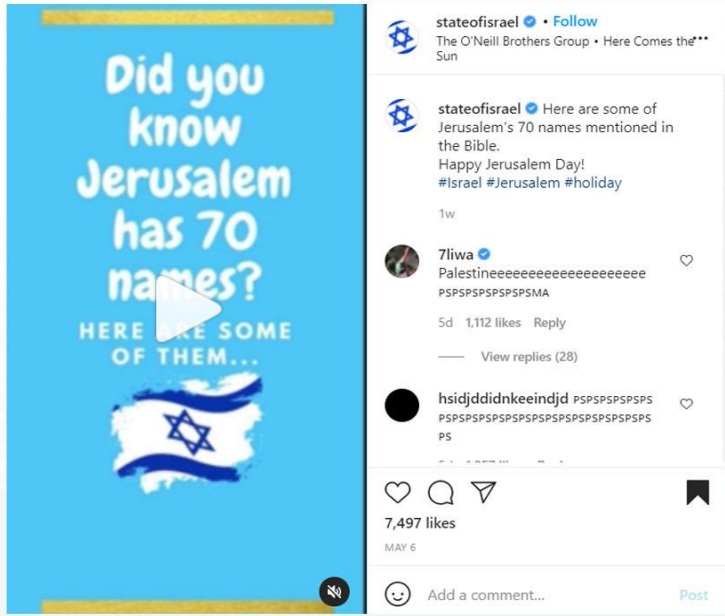 Did you
know
Jerusalem
has 70
names?
HERE ARE SOME
OF THEM...
stateofisrael • Follow
The O'Neill Brothers Group • Here Comes the
Sun
stateofisrael Here are some of
Jerusalem's 70 names mentioned in
the Bible.
Happy Jerusalem Day!
#Israel #Jerusalem #holiday
1w
7liwa
Palestineeeeeeeeeeeeeeeeeeee
PSPSPSPSPSPSPSMA
5d 1,112 likes Reply
View replies (28)
hsidjddidnkeeindjd PSPSPSPSPSPS
PSPSPSPSPSPSPSPSPSPSPSPSPSPSPSPS
PS
7,497 likes
MAY 6
Add a comment...
Post